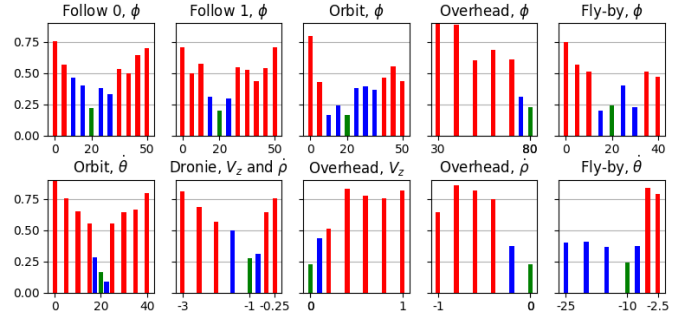 Follow 0, ϕ Follow 1, ϕ Orbit, ϕ Overhead, ϕ Fly-by, ϕ
0.75
0.50
0.25
0.00
0 20 50 0 20 50 0 20 50 30 80 0 20 40
Orbit, θ̇ Dronie, V_z and ρ̇ Overhead, V_z Overhead, ρ̇ Fly-by, θ̇
0.75
0.50
0.25
0.00
0 20 40 -3 -1 -0.25 0 1 -1 0 -25 -10 -2.5